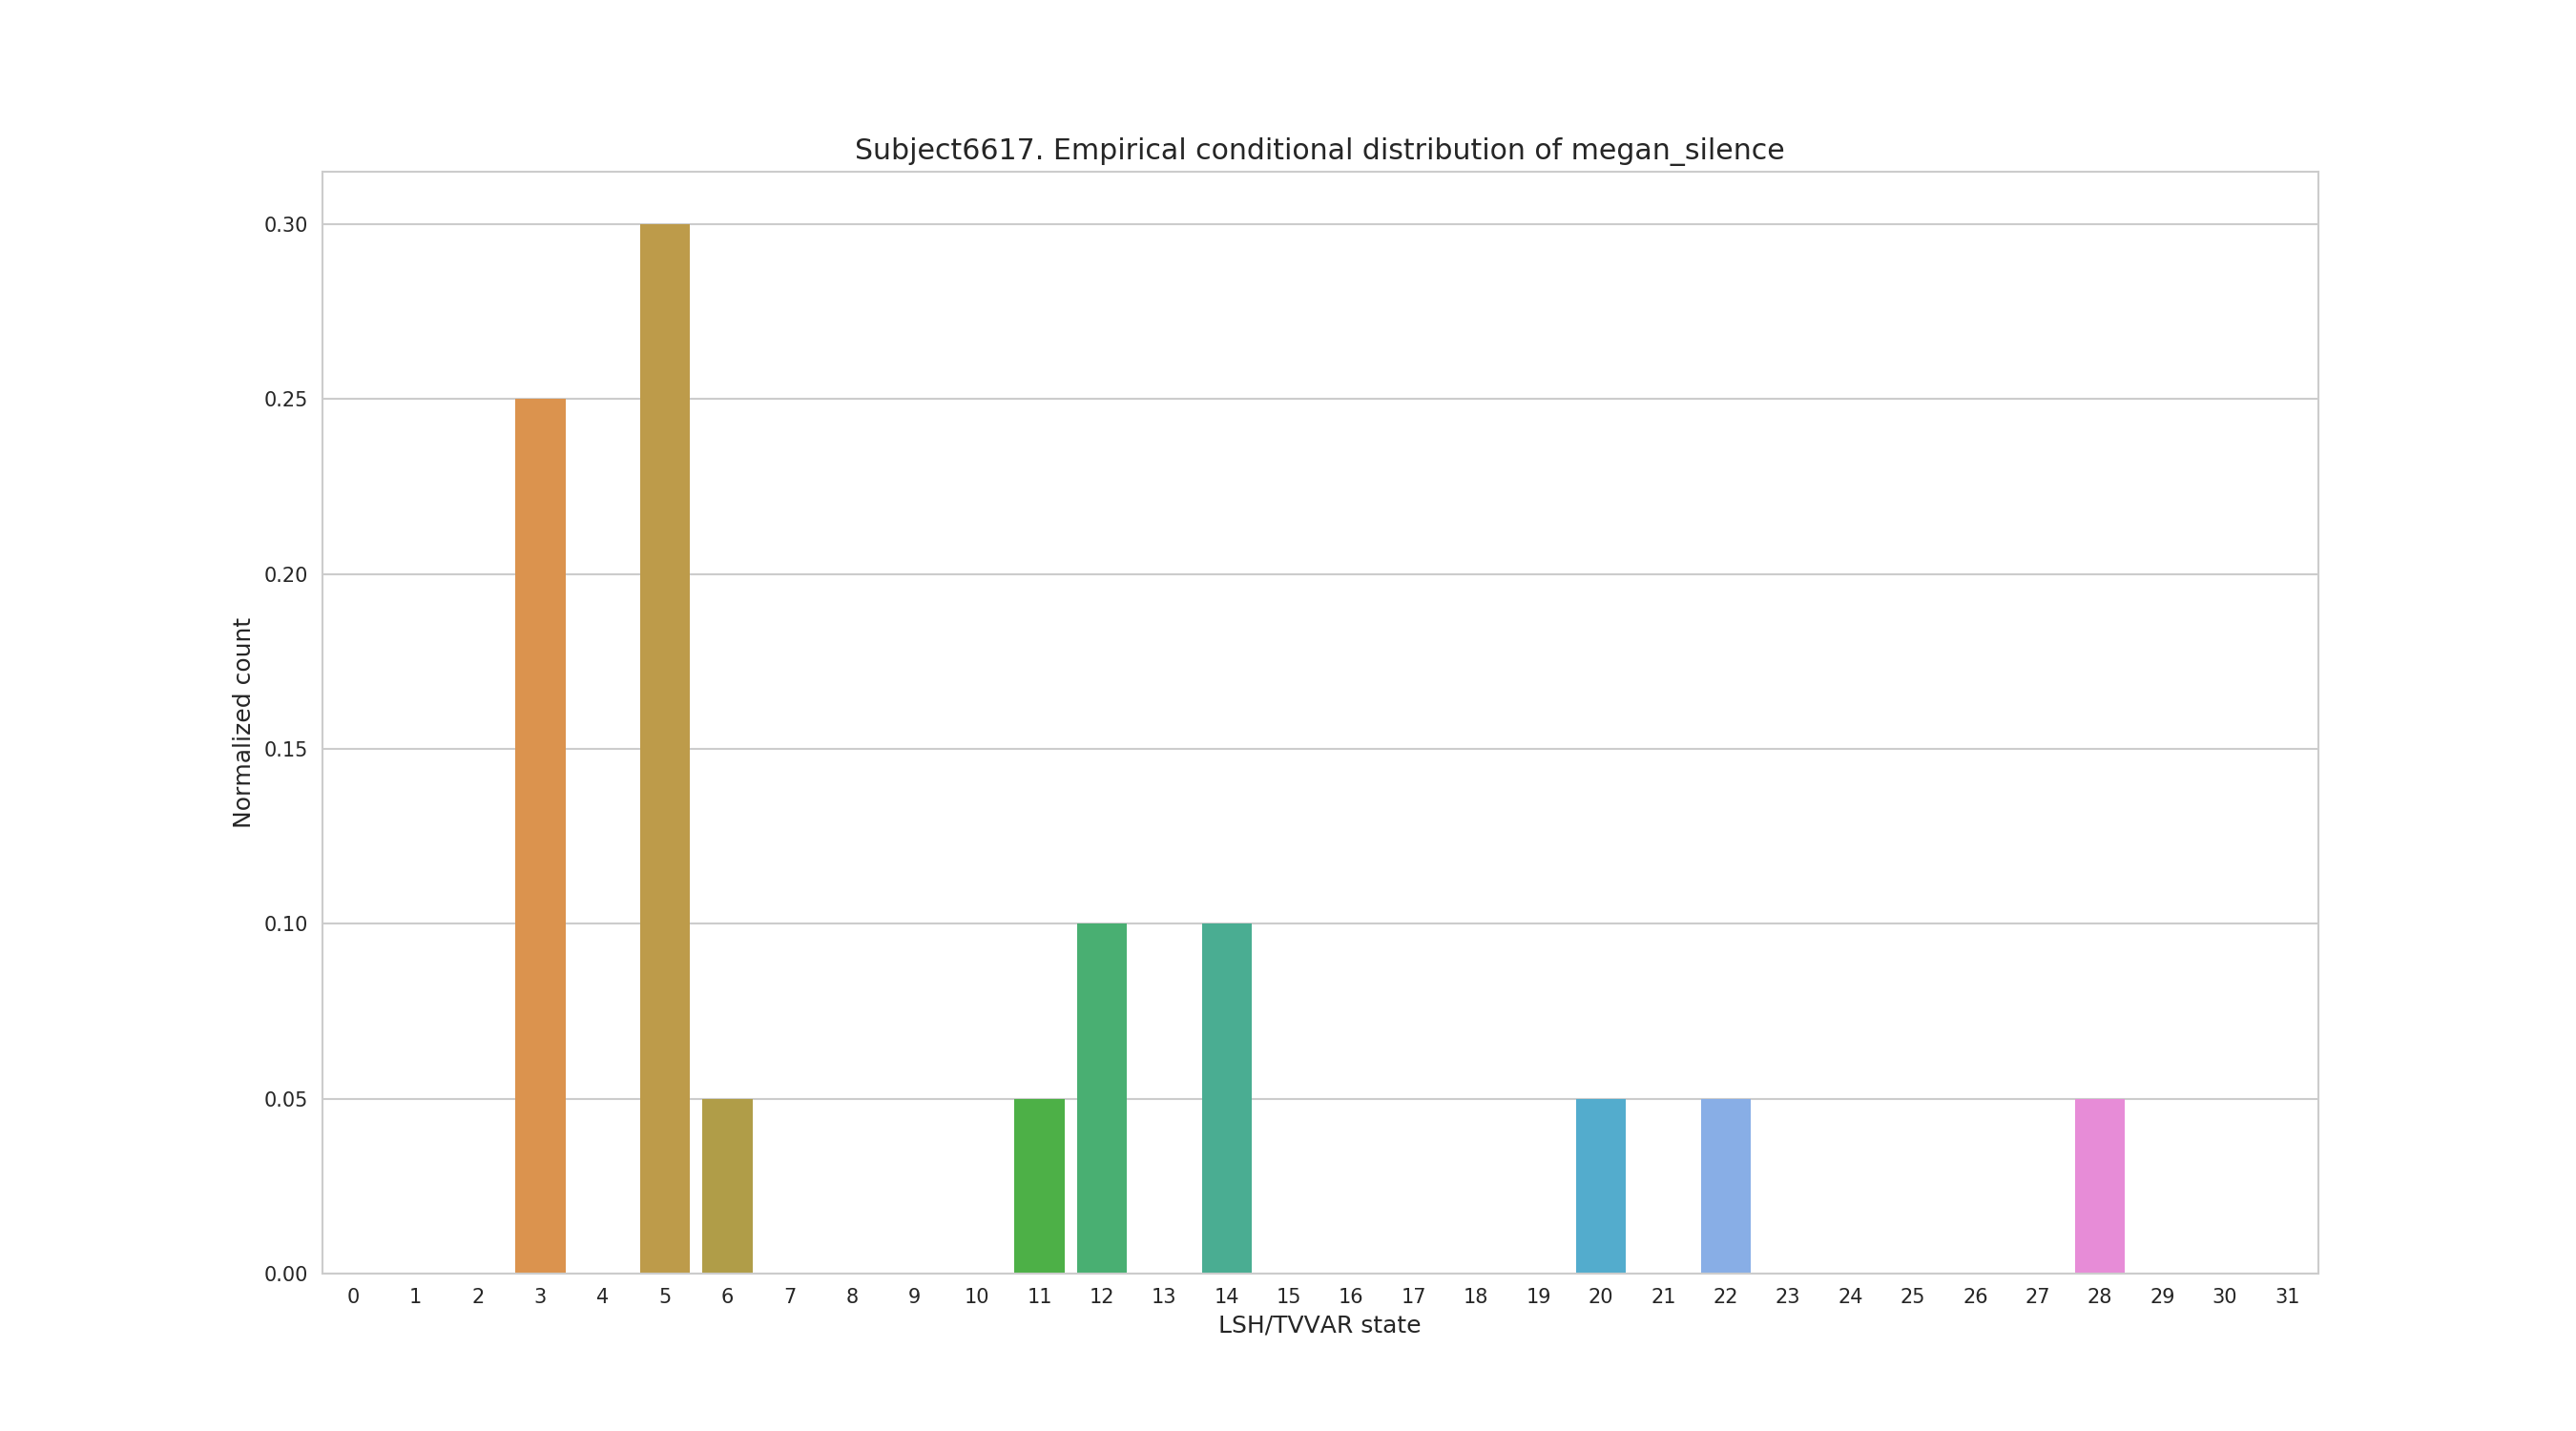 Subject6617. Empirical conditional distribution of megan_silence
0.30
0.25
0.20
0.15
0.10
0.05
0.00
Normalized count
0 1 2 3 4 5 6 7 8 9 10 11 12 13 14 15 16 17 18 19 20 21 22 23 24 25 26 27 28 29 30 31
LSH/TVVAR state